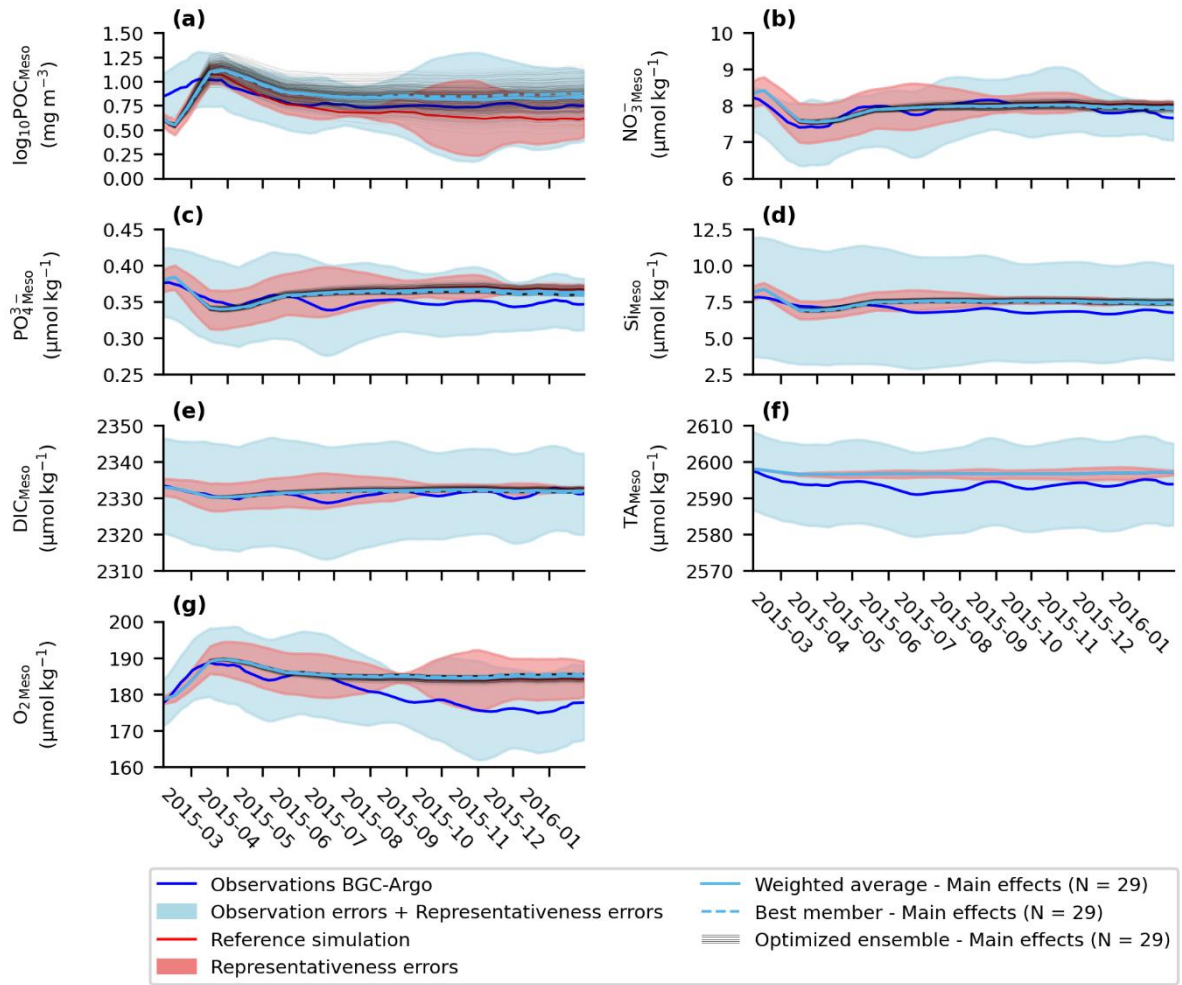 (a)
log10POCMeso
(mg m−3)
1.50
1.25
1.00
0.75
0.50
0.25
0.00
(b)
NO3−Meso
(μmol kg−1)
10
9
8
7
6
(c)
PO43−Meso
(μmol kg−1)
0.45
0.40
0.35
0.30
0.25
(d)
SiMeso
(μmol kg−1)
12.5
10.0
7.5
5.0
2.5
(e)
DICMeso
(μmol kg−1)
2350
2340
2330
2320
2310
(f)
TAMeso
(μmol kg−1)
2610
2600
2590
2580
2570
2015-03
2015-04
2015-05
2015-06
2015-07
2015-08
2015-09
2015-10
2015-11
2015-12
2016-01
(g)
O2Meso
(μmol kg−1)
200
190
180
170
160
2015-03
2015-04
2015-05
2015-06
2015-07
2015-08
2015-09
2015-10
2015-11
2015-12
2016-01
Observations BGC-Argo
Observation errors + Representativeness errors
Reference simulation
Representativeness errors
Weighted average - Main effects (N = 29)
Best member - Main effects (N = 29)
Optimized ensemble - Main effects (N = 29)